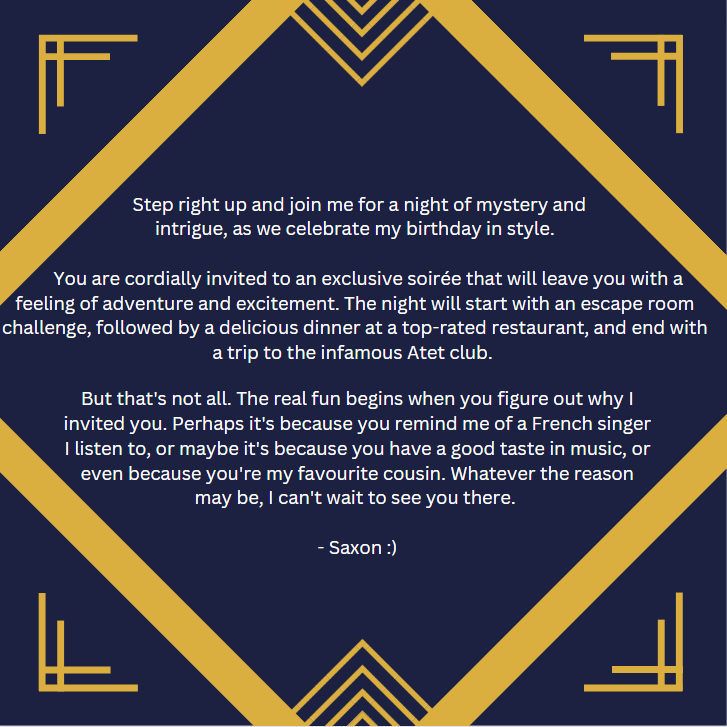 Step right up and join me for a night of mystery and
intrigue, as we celebrate my birthday in style.
You are cordially invited to an exclusive soirée that will leave you with a
feeling of adventure and excitement. The night will start with an escape room
challenge, followed by a delicious dinner at a top-rated restaurant, and end with
a trip to the infamous Atet club.
But that's not all. The real fun begins when you figure out why I
invited you. Perhaps it's because you remind me of a French singer
I listen to, or maybe it's because you have a good taste in music, or
even because you're my favourite cousin. Whatever the reason
may be, I can't wait to see you there.
- Saxon :)